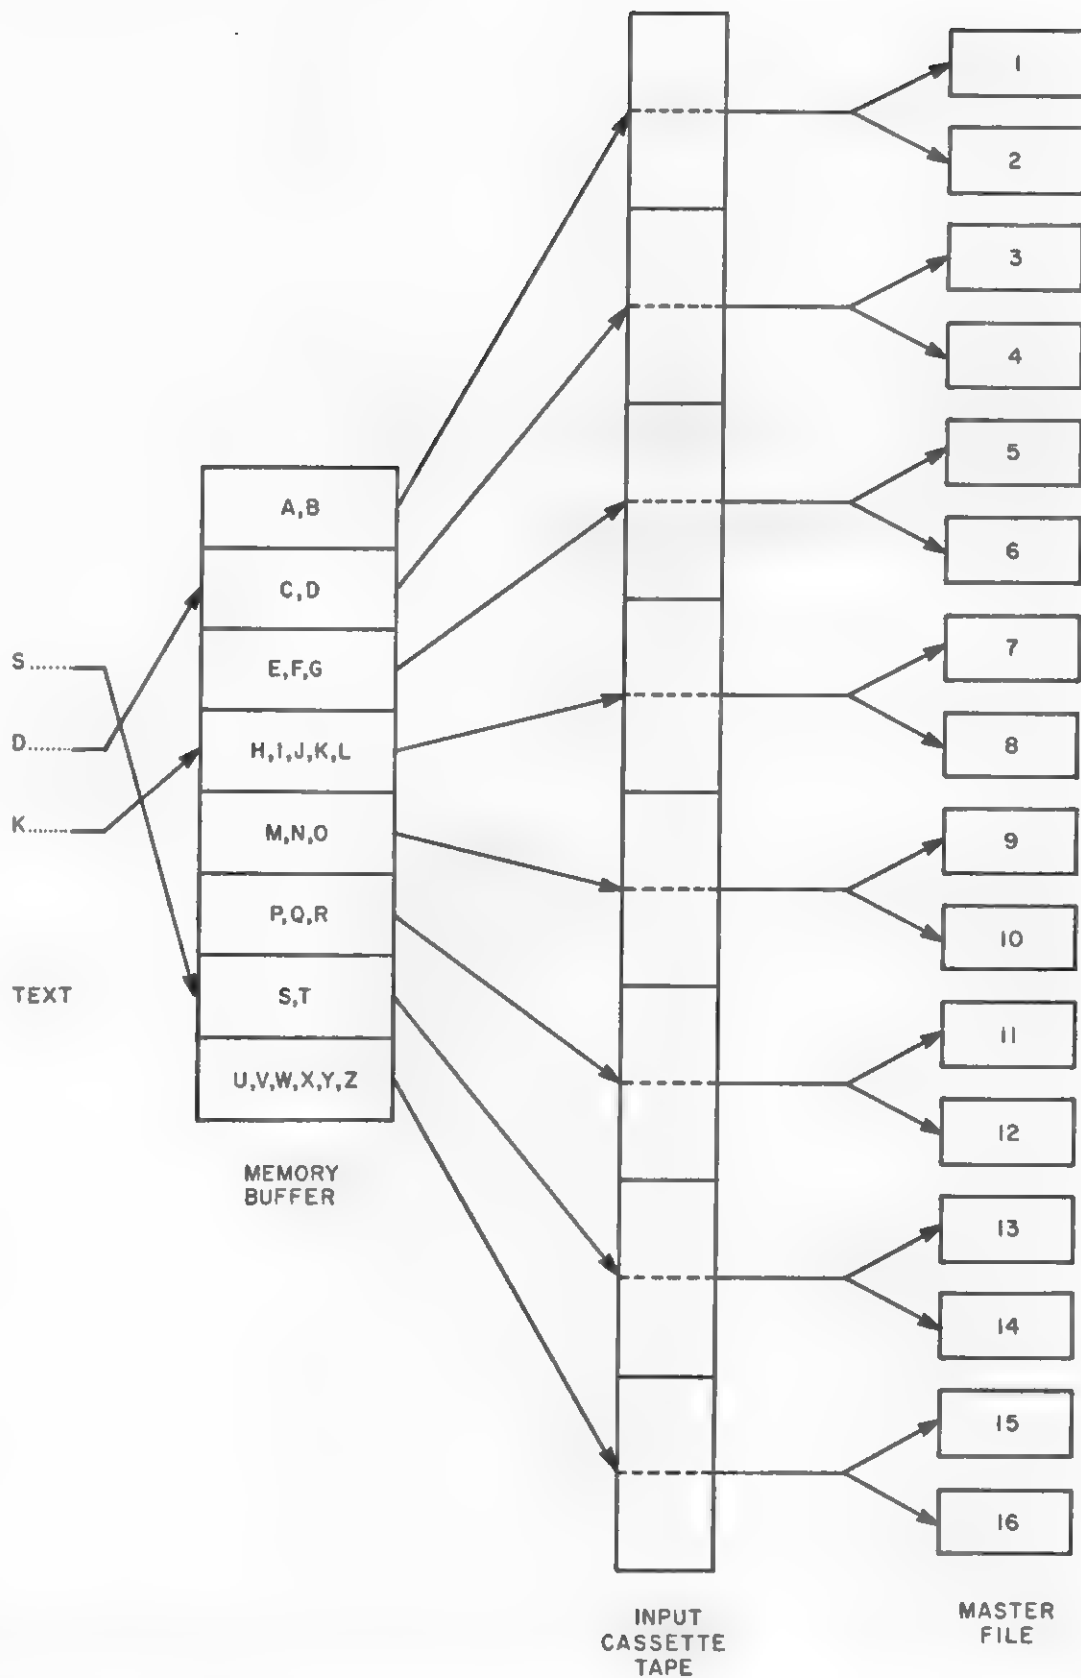 S.......
D........
K.......
TEXT
A,B
C,D
E,F,G
H,I,J,K,L
M,N,O
P,Q,R
S,T
U,V,W,X,Y,Z
MEMORY
BUFFER
INPUT
CASSETTE
TAPE
1
2
3
4
5
6
7
8
9
10
11
12
13
14
15
16
MASTER
FILE